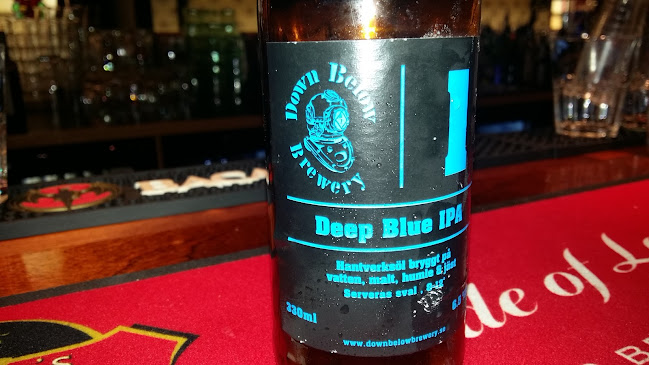 Down Below
Brewery
Deep Blue IPA
Hantverksöl bryggt på
vatten, malt, humle & jäst
Serveras sval
330ml
www.downbelowbrewery.se